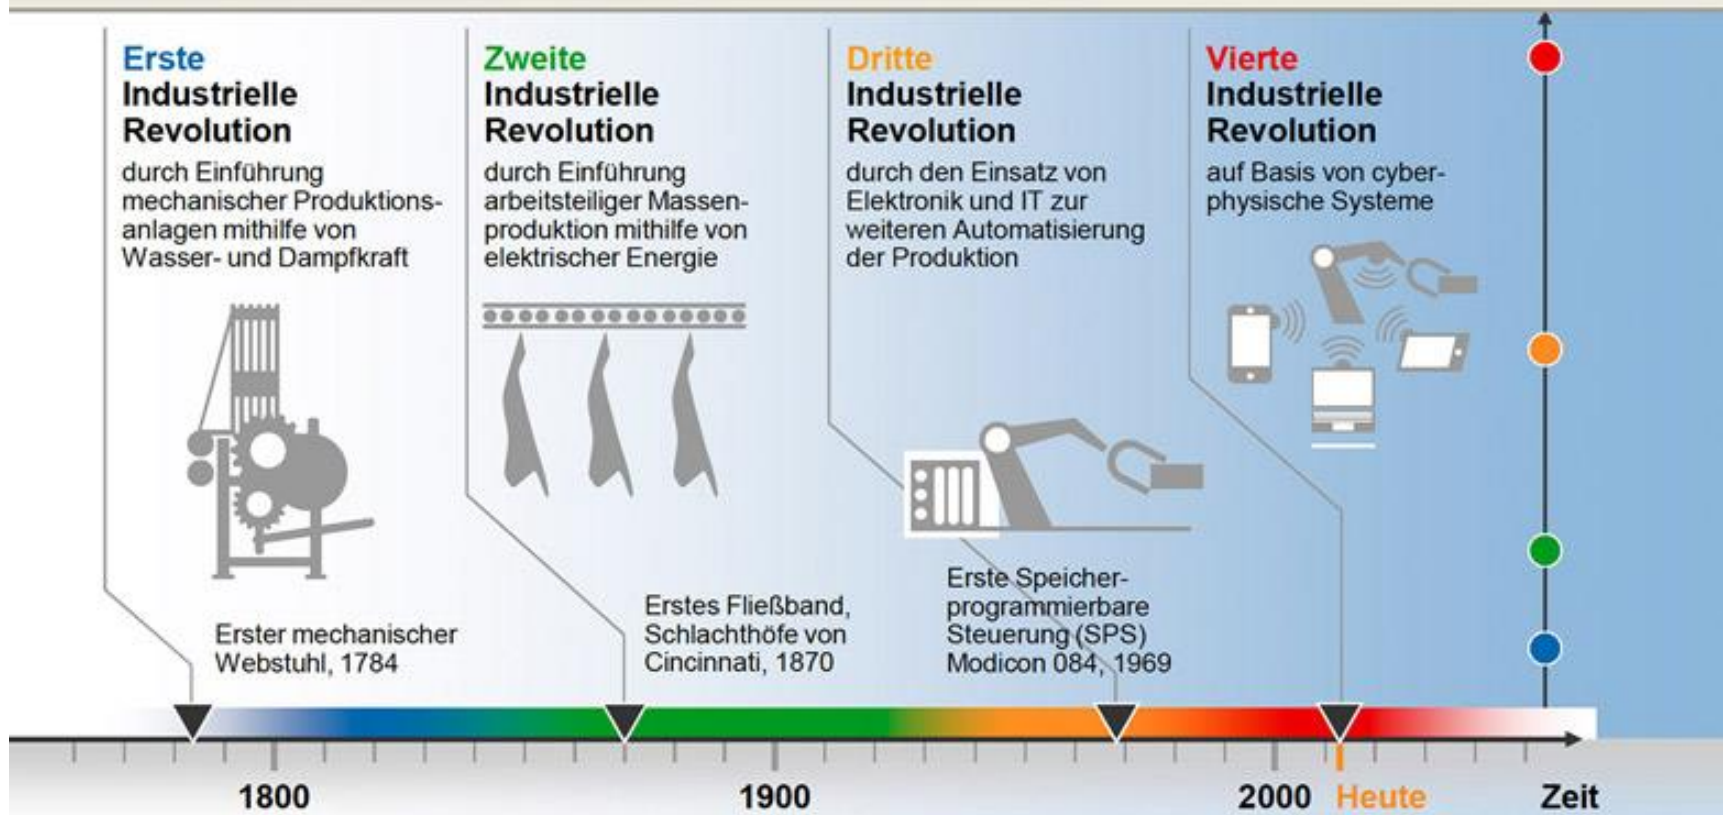 Erste
Industrielle
Revolution
durch Einführung
mechanischer Produktions-
anlagen mithilfe von
Wasser- und Dampfkraft
Erster mechanischer
Webstuhl, 1784
Zweite
Industrielle
Revolution
durch Einführung
arbeitsteiliger Massen-
produktion mithilfe von
elektrischer Energie
Erstes Fließband,
Schlachthöfe von
Cincinnati, 1870
Dritte
Industrielle
Revolution
durch den Einsatz von
Elektronik und IT zur
weiteren Automatisierung
der Produktion
Erste Speicher-
programmierbare
Steuerung (SPS)
Modicon 084, 1969
Vierte
Industrielle
Revolution
auf Basis von cyber-
physische Systeme
1800
1900
2000
Heute
Zeit